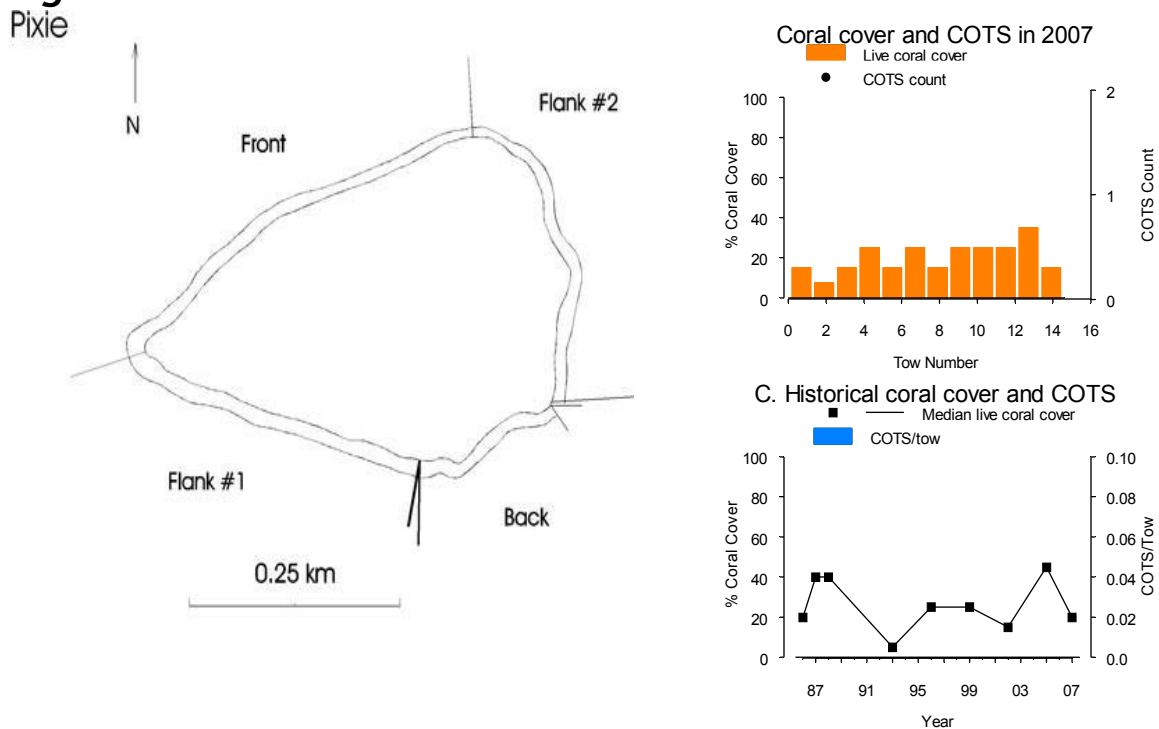 Pixie
N
Front
Flank #2
Flank #1
Back
0.25 km
Coral cover and COTS in 2007
Live coral cover
COTS count
100
80
60
40
20
0
% Coral Cover
2
1
0
COTS Count
0 2 4 6 8 10 12 14 16
Tow Number
C. Historical coral cover and COTS
Median live coral cover
COTS/tow
100
80
60
40
20
0
% Coral Cover
0.10
0.08
0.06
0.04
0.02
0.0
COTS/Tow
87 91 95 99 03 07
Year